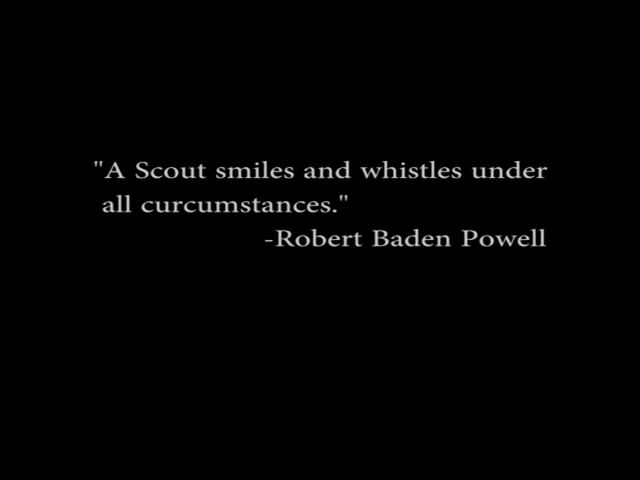 "A Scout smiles and whistles under
all curcumstances."
-Robert Baden Powell